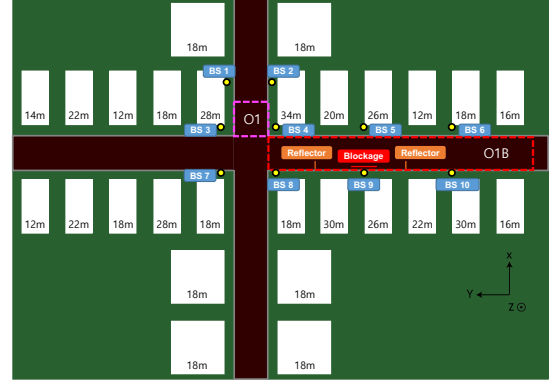 18m 18m
BS 1 BS 2
14m 22m 12m 18m 28m 34m 20m 26m 12m 18m 16m
O1
BS 3 BS 4 BS 5 BS 6
Reflector Blockage Reflector O1B
BS 7 BS 8 BS 9 BS 10
12m 22m 18m 28m 18m 18m 30m 26m 22m 30m 16m
X
Y
Z
18m 18m
18m 18m